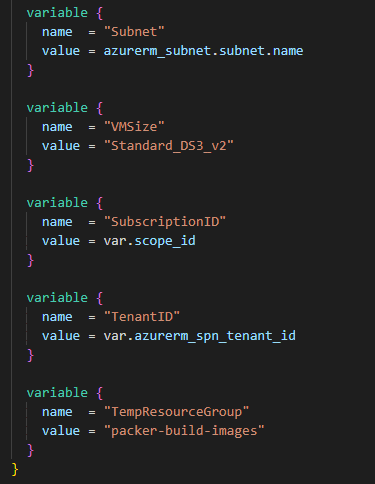 variable {
name = "Subnet"
value = azurerm_subnet.subnet.name
}
variable {
name = "VMSize"
value = "Standard_DS3_v2"
}
variable {
name = "SubscriptionID"
value = var.scope_id
}
variable {
name = "TenantID"
value = var.azurerm_spn_tenant_id
}
variable {
name = "TempResourceGroup"
value = "packer-build-images"
}
}